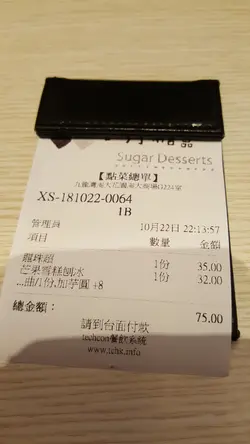 Sugar Desserts
【點菜總單】
XS-181022-0064
1B
管理員 10月22日 22:13:57
項目 數量 金額
1份 35.00
芒果雪糕刨冰 1份 32.00
加芋圓 +8
總金額: 75.00
請到台面付款
techcon餐飲系統